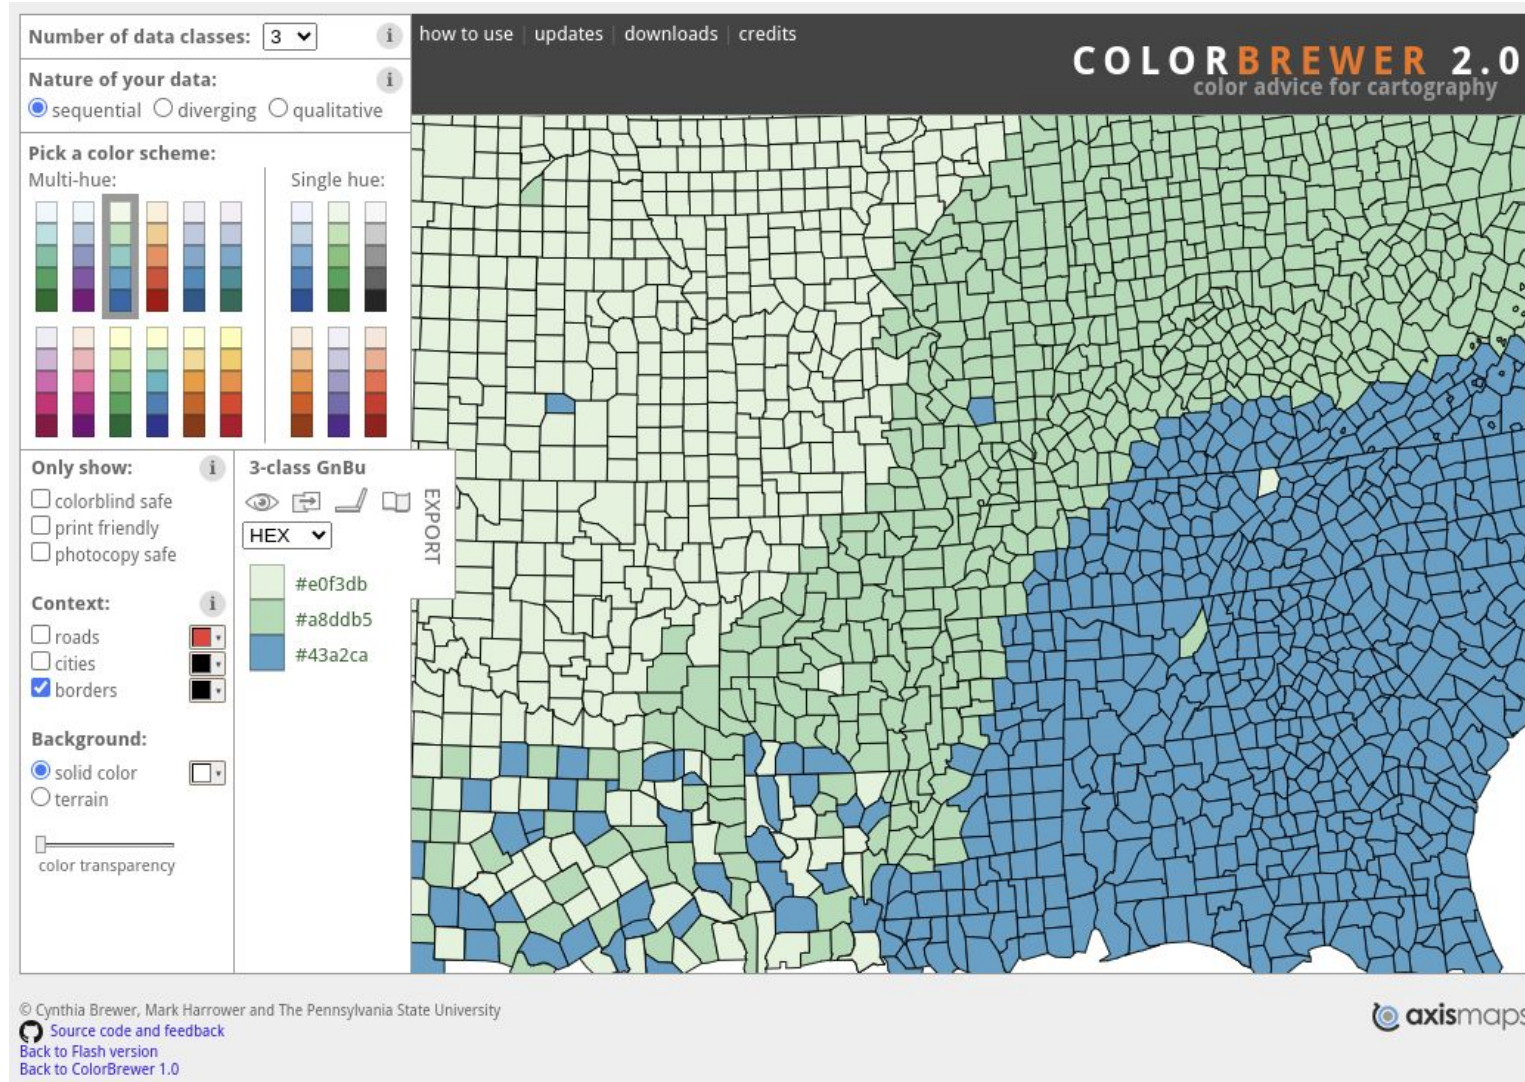 Number of data classes: 3 i
how to use | updates | downloads | credits
COLORBREWER 2.0
color advice for cartography
Nature of your data: i
sequential diverging qualitative
Pick a color scheme:
Multi-hue: Single hue:
Only show: i
colorblind safe
print friendly
photocopy safe
Context: i
roads
cities
borders
Background:
solid color
terrain
color transparency
3-class GnBu
EXPORT
HEX
#e0f3db
#a8ddb5
#43a2ca
© Cynthia Brewer, Mark Harrower and The Pennsylvania State University
Source code and feedback
Back to Flash version
Back to ColorBrewer 1.0
axismaps